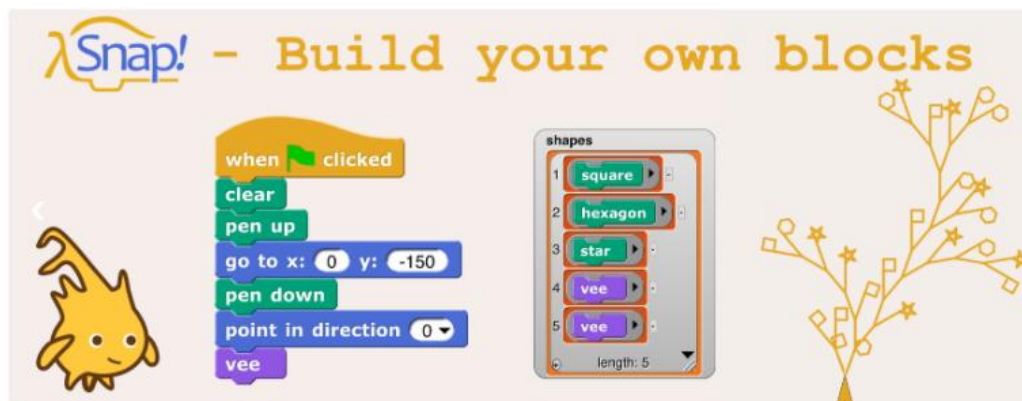 λSnap! - Build your own blocks
when clicked
clear
pen up
go to x: 0 y: -150
pen down
point in direction 0
vee
shapes
1 square
2 hexagon
3 star
4 vee
5 vee
length: 5